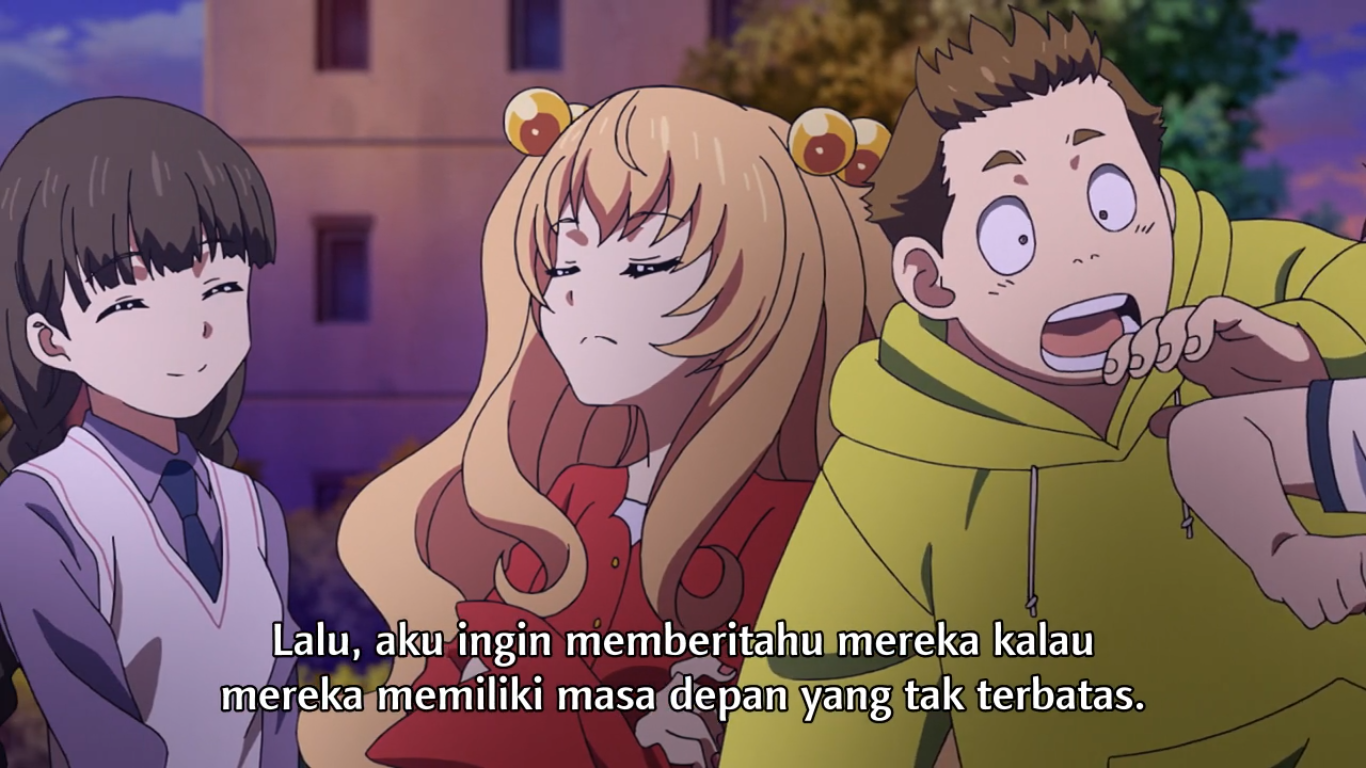 Lalu, aku ingin memberitahu mereka kalau
mereka memiliki masa depan yang tak terbatas.